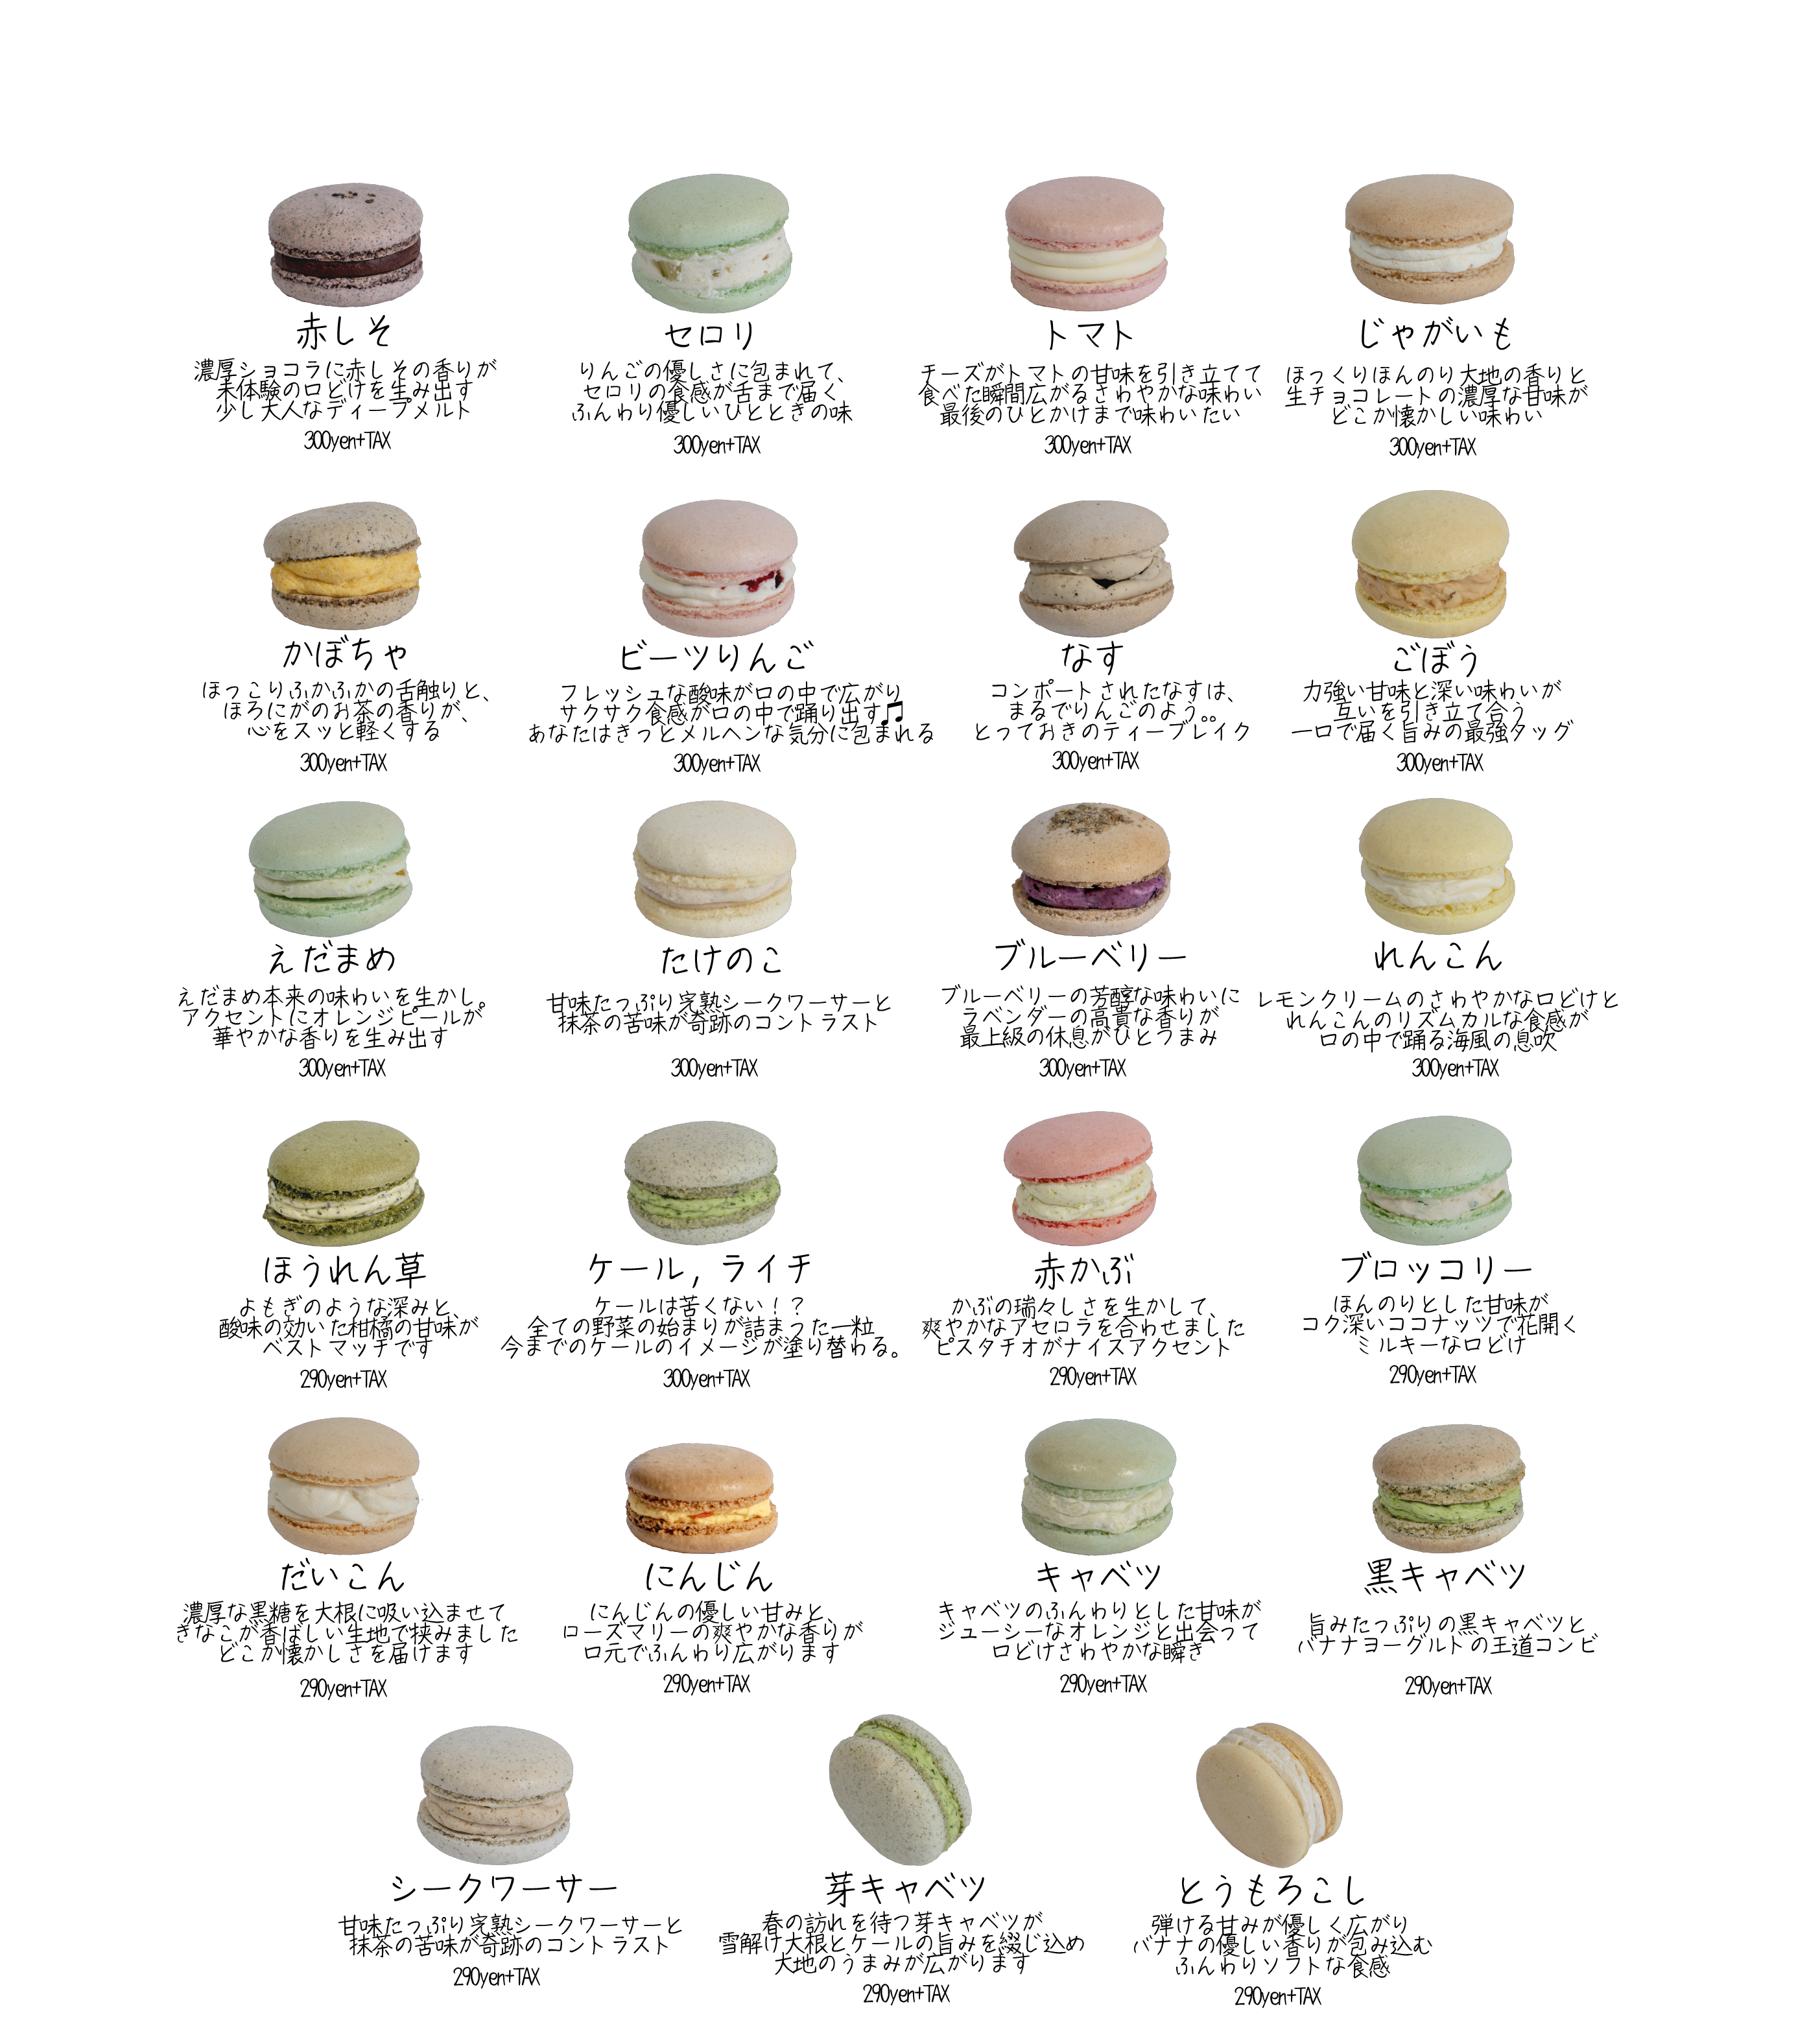 赤しそ
濃厚ショコラに赤しその香りが
未体験の口どけを生み出す
少し大人なディープメルト
300yen+TAX
セロリ
りんごの優しさに包まれて、
セロリの食感が舌まで届く
ふんわり優しいひとときの味
300yen+TAX
トマト
チーズがトマトの甘味を引き立てて
食べた瞬間広がるさわやかな味わい
最後のひとかけまで味わいたい
300yen+TAX
じゃがいも
ほっくりほんのり大地の香りと
生チョコレートの濃厚な甘味が
どこか懐かしい味わい
300yen+TAX
かぼちゃ
ほっこりふかふかの舌触りと、
ほろにがのお茶の香りが、
心をスッと軽くする
300yen+TAX
ビーツりんご
フレッシュな酸味が口の中で広がり
サクサク食感が口の中で踊り出す♫
あなたはきっとメルヘンな気分に包まれる
300yen+TAX
なす
コンポートされたなすは、
まるでりんごのよう。。
とっておきのティーブレイク
300yen+TAX
ごぼう
力強い甘味と深い味わいが
互いを引き立て合う
一口で届く旨みの最強タッグ
300yen+TAX
えだまめ
えだまめ本来の味わいを生かし。
アクセントにオレンジピールが
華やかな香りを生み出す
300yen+TAX
たけのこ
甘味たっぷり完熟シークワーサーと
抹茶の苦味が奇跡のコントラスト
300yen+TAX
ブルーベリー
ブルーベリーの芳醇な味わいに
ラベンダーの高貴な香りが
最上級の休息がひとつまみ
300yen+TAX
れんこん
レモンクリームのさわやかな口どけと
れんこんのリズムカルな食感が
口の中で踊る海風の息吹
300yen+TAX
ほうれん草
よもぎのような深みと、
酸味の効いた柑橘の甘味が
ベストマッチです
290yen+TAX
ケール, ライチ
ケールは苦くない！？
全ての野菜の始まりが詰まった一粒
今までのケールのイメージが塗り替わる。
300yen+TAX
赤かぶ
かぶの瑞々しさを生かして、
爽やかなアセロラを合わせました
ピスタチオがナイスアクセント
290yen+TAX
ブロッコリー
ほんのりとした甘味が
コク深いココナッツで花開く
ミルキーな口どけ
290yen+TAX
だいこん
濃厚な黒糖を大根に吸い込ませて
きなこが香ばしい生地で挟みました
どこか懐かしさを届けます
290yen+TAX
にんじん
にんじんの優しい甘みと、
ローズマリーの爽やかな香りが
口元でふんわり広がります
290yen+TAX
キャベツ
キャベツのふんわりとした甘味が
ジューシーなオレンジと出会って
口どけさわやかな瞬き
290yen+TAX
黒キャベツ
旨みたっぷりの黒キャベツと、
バナナヨーグルトの王道コンビ
290yen+TAX
シークワーサー
甘味たっぷり完熟シークワーサーと
抹茶の苦味が奇跡のコントラスト
290yen+TAX
芽キャベツ
春の訪れを待つ芽キャベツが
雪解け大根とケールの旨みを綴じ込め
大地のうまみが広がります
290yen+TAX
とうもろこし
弾ける甘みが優しく広がり
バナナの優しい香りが包み込む
ふんわりソフトな食感
290yen+TAX